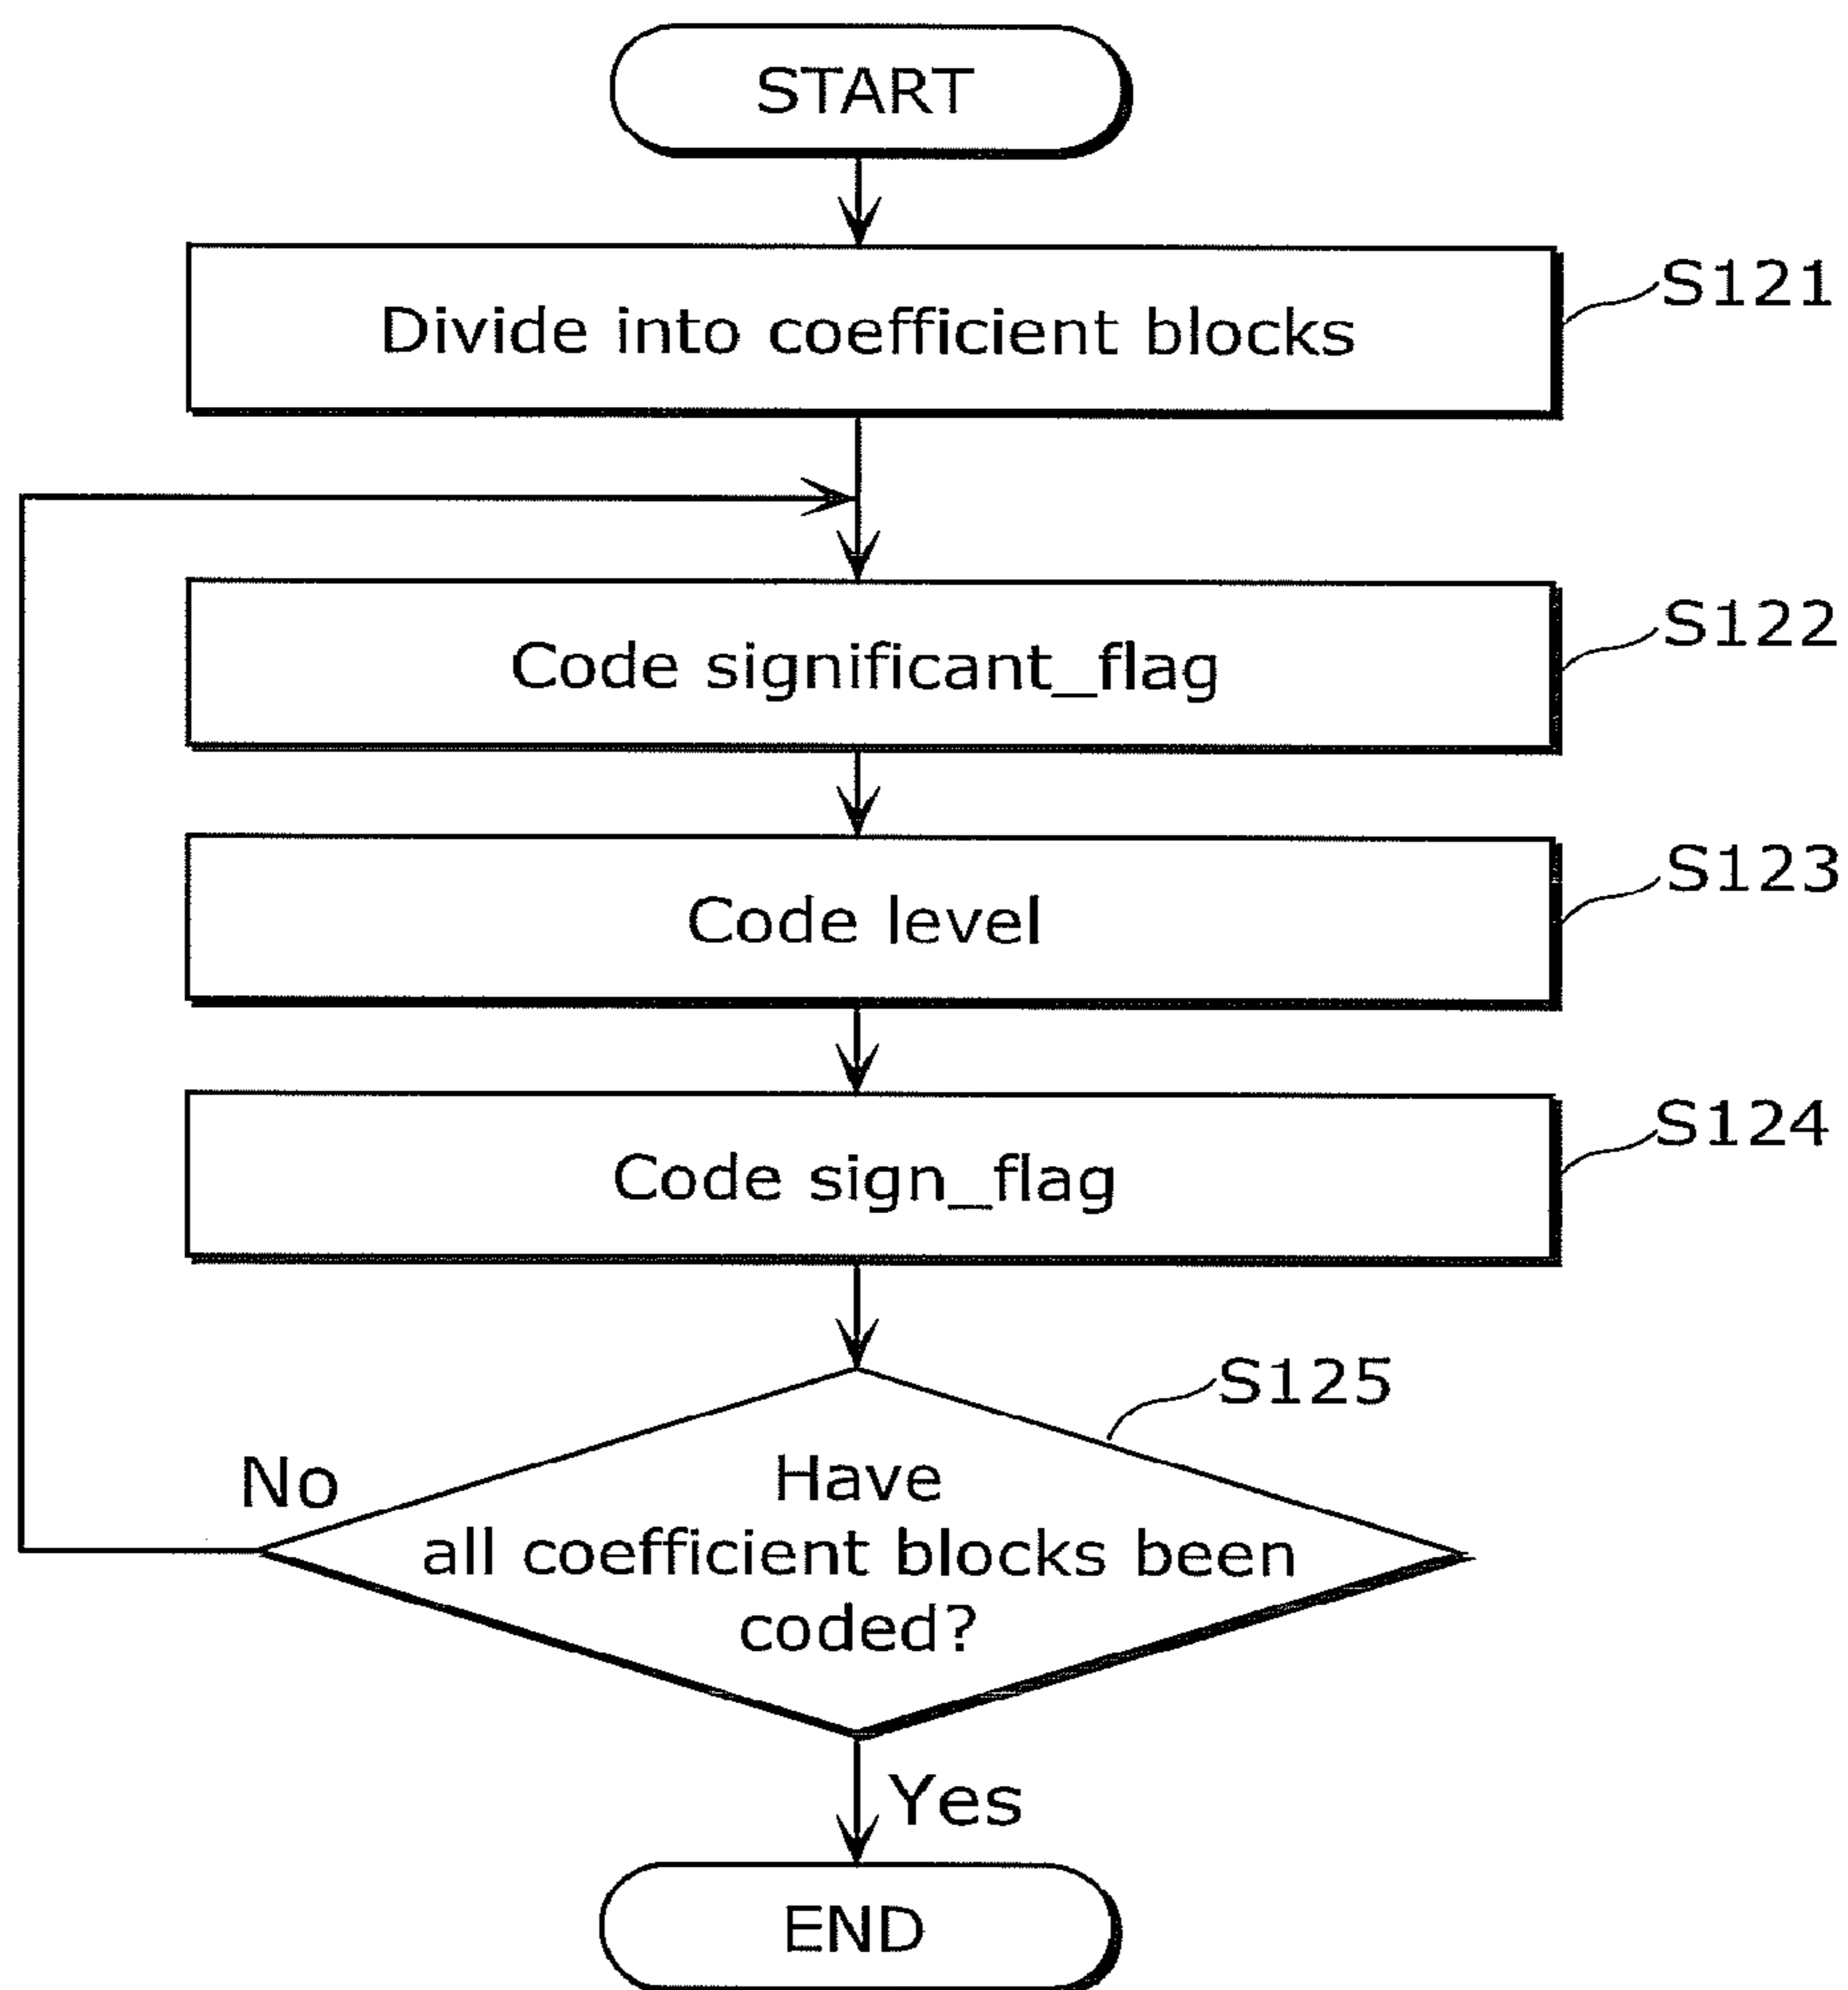 START
Divide into coefficient blocks
S121
Code significant_flag
S122
Code level
S123
Code sign_flag
S124
S125
Have
all coefficient blocks been
coded?
No
Yes
END